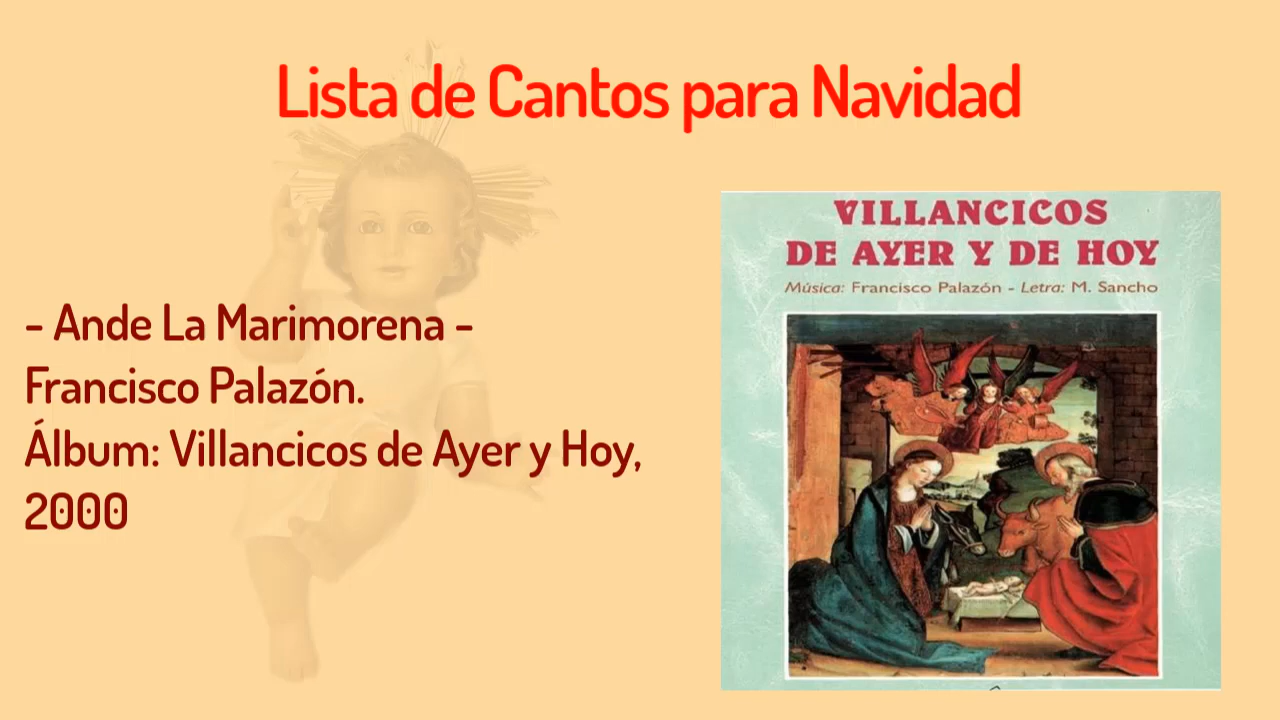 Lista de Cantos para Navidad
- Ande La Marimorena -
Francisco Palazón.
Álbum: Villancicos de Ayer y Hoy,
2000
VILLANCICOS
DE AYER Y DE HOY
Música: Francisco Palazón - Letra: M. Sancho